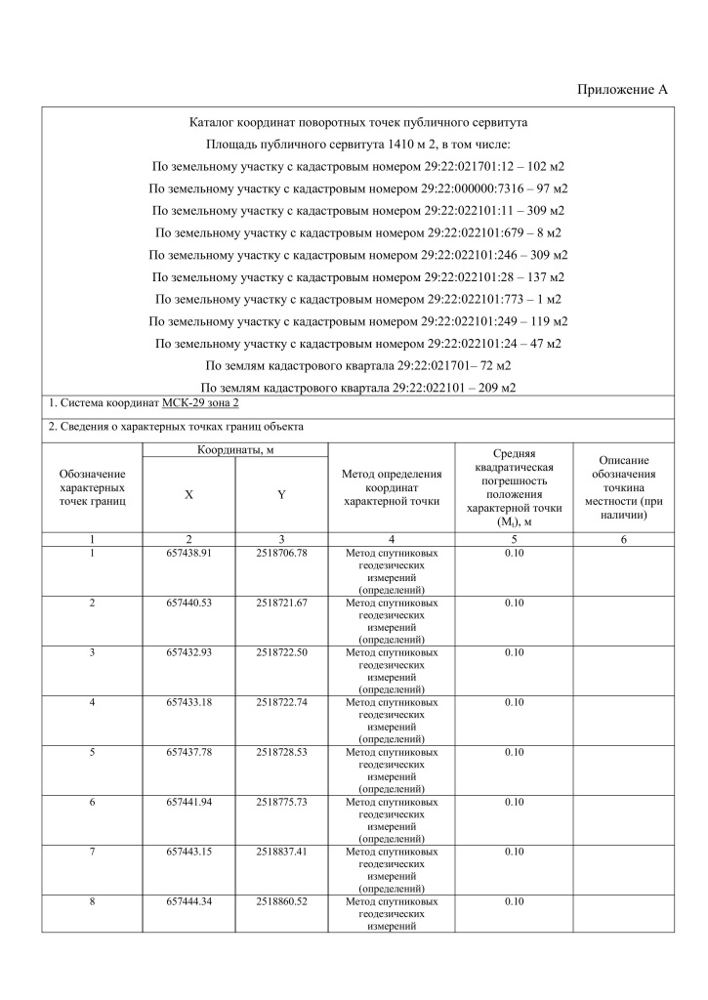 Приложение А
Каталог координат поворотных точек публичного сервитута
Площадь публичного сервитута 1410 м 2, в том числе:
По земельному участку с кадастровым номером 29:22:021701:12 – 102 м2
По земельному участку с кадастровым номером 29:22:000000:7316 – 97 м2
По земельному участку с кадастровым номером 29:22:022101:11 – 309 м2
По земельному участку с кадастровым номером 29:22:022101:679 – 8 м2
По земельному участку с кадастровым номером 29:22:022101:246 – 309 м2
По земельному участку с кадастровым номером 29:22:022101:28 – 137 м2
По земельному участку с кадастровым номером 29:22:022101:773 – 1 м2
По земельному участку с кадастровым номером 29:22:022101:249 – 119 м2
По земельному участку с кадастровым номером 29:22:022101:24 – 47 м2
По землям кадастрового квартала 29:22:021701– 72 м2
По землям кадастрового квартала 29:22:022101 – 209 м2
1. Система координат МСК-29 зона 2
2. Сведения о характерных точках границ объекта
Обозначение
характерных
точек границ
Координаты, м
X
Y
Метод определения
координат
характерной точки
Средняя
квадратическая
погрешность
положения
характерной точки
(Mt), м
Описание
обозначения
точкина
местности (при
наличии)
1 2 3 4 5 6
1 657438.91 2518706.78 Метод спутниковых 0.10
геодезических
измерений
(определений)
2 657440.53 2518721.67 Метод спутниковых 0.10
геодезических
измерений
(определений)
3 657432.93 2518722.50 Метод спутниковых 0.10
геодезических
измерений
(определений)
4 657433.18 2518722.74 Метод спутниковых 0.10
геодезических
измерений
(определений)
5 657437.78 2518728.53 Метод спутниковых 0.10
геодезических
измерений
(определений)
6 657441.94 2518775.73 Метод спутниковых 0.10
геодезических
измерений
(определений)
7 657443.15 2518837.41 Метод спутниковых 0.10
геодезических
измерений
(определений)
8 657444.34 2518860.52 Метод спутниковых 0.10
геодезических
измерений